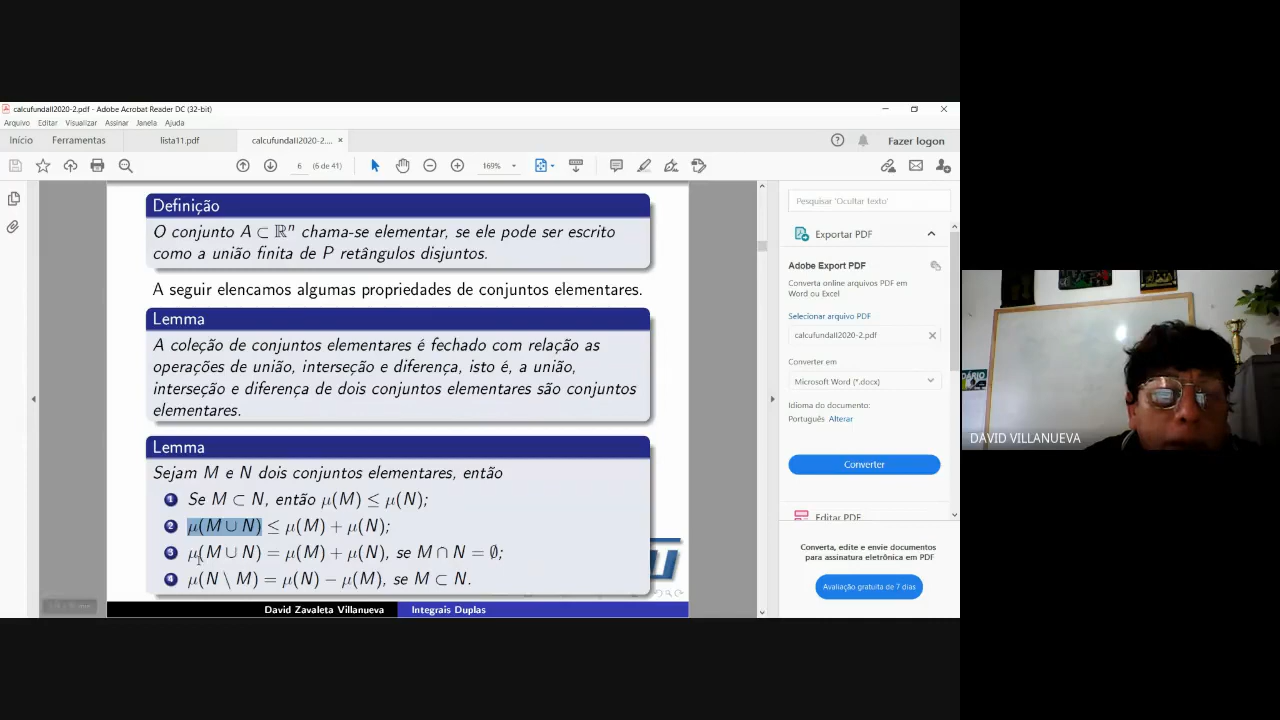 calcufundaII2020-2.pdf - Adobe Acrobat Reader DC (32-bit)
Arquivo Editar Visualizar Assinar Janela Ajuda
Início Ferramentas lista11.pdf calcufundaII2020-2.... × Fazer logon
6 (6 de 41) 169%
Definição
O conjunto A ⊂ ℝⁿ chama-se elementar, se ele pode ser escrito
como a união finita de P retângulos disjuntos.
A seguir elencamos algumas propriedades de conjuntos elementares.
Lemma
A coleção de conjuntos elementares é fechado com relação as
operações de união, interseção e diferença, isto é, a união,
interseção e diferença de dois conjuntos elementares são conjuntos
elementares.
Lemma
Sejam M e N dois conjuntos elementares, então
1 Se M ⊂ N, então μ(M) ≤ μ(N);
2 μ(M ∪ N) ≤ μ(M) + μ(N);
3 μ(M ∪ N) = μ(M) + μ(N), se M ∩ N = ∅;
4 μ(N \ M) = μ(N) − μ(M), se M ⊂ N.
David Zavaleta Villanueva Integrais Duplas
Pesquisar 'Ocultar texto'
Exportar PDF
Adobe Export PDF
Converta online arquivos PDF em
Word ou Excel
Selecionar arquivo PDF
calcufundaII2020-2.pdf
Converter em
Microsoft Word (*.docx)
Idioma do documento:
Português Alterar
Converter
Editar PDF
Converta, edite e envie documentos
para assinatura eletrônica em PDF
Avaliação gratuita de 7 dias
DAVID VILLANUEVA